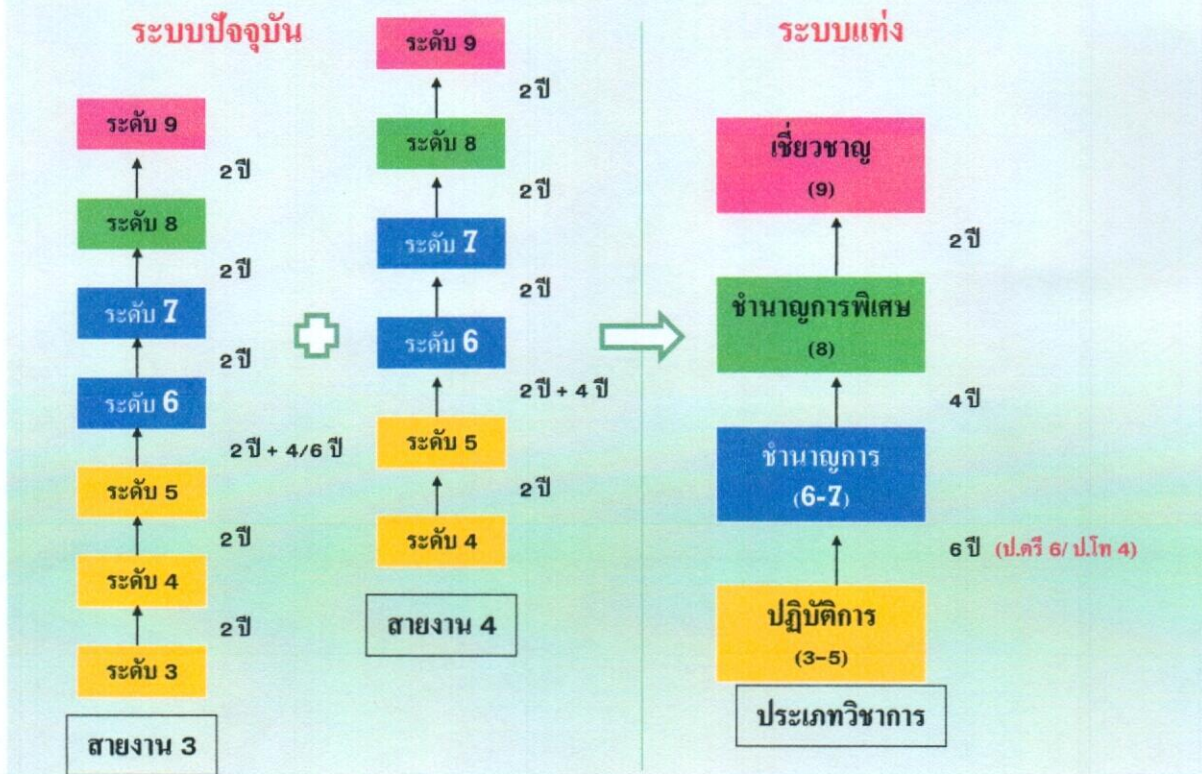 ระบบปัจจุบัน
ระดับ 9
2 ปี
ระดับ 8
2 ปี
ระดับ 7
2 ปี
ระดับ 6
2 ปี + 4/6 ปี
ระดับ 5
2 ปี
ระดับ 4
2 ปี
ระดับ 3
สายงาน 3
ระดับ 9
2 ปี
ระดับ 8
2 ปี
ระดับ 7
2 ปี
ระดับ 6
2 ปี + 4 ปี
ระดับ 5
2 ปี
ระดับ 4
สายงาน 4
ระบบแท่ง
เชี่ยวชาญ
(9)
2 ปี
ชำนาญการพิเศษ
(8)
4 ปี
ชำนาญการ
(6-7)
6 ปี (ป.ตรี 6/ ป.โท 4)
ปฏิบัติการ
(3-5)
ประเภทวิชาการ